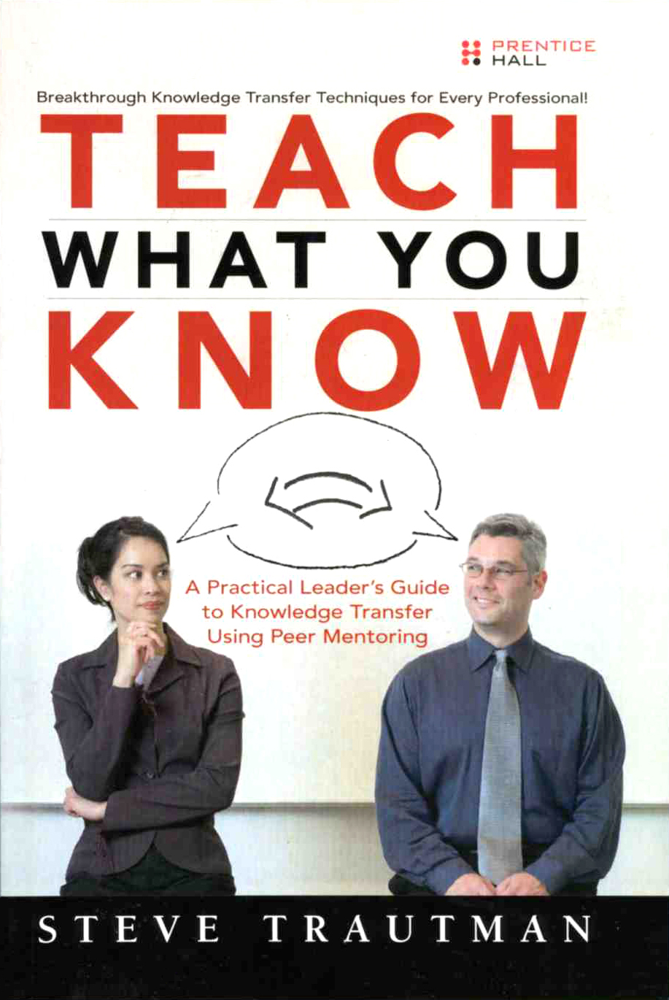 PRENTICE
HALL
Breakthrough Knowledge Transfer Techniques for Every Professional!
TEACH
WHAT YOU
KNOW
A Practical Leader's Guide
to Knowledge Transfer
Using Peer Mentoring
STEVE TRAUTMAN